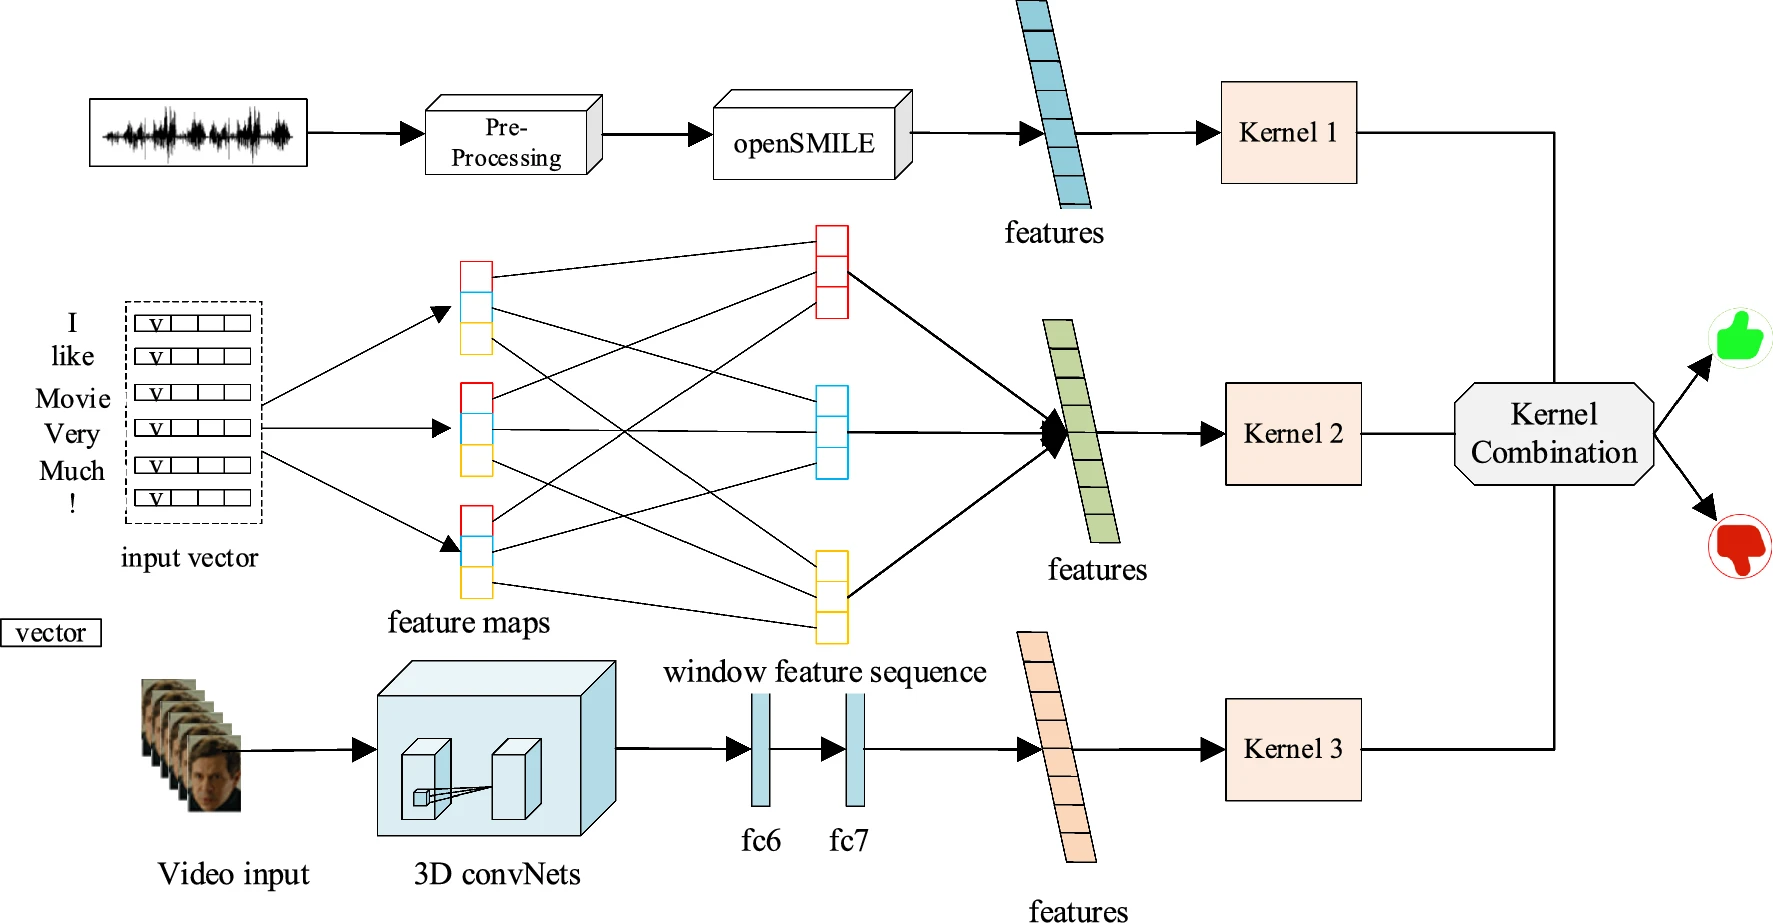 Pre-
Processing
openSMILE
features
Kernel 1
I
like
Movie
Very
Much
!
v
v
v
v
v
v
input vector
feature maps
window feature sequence
features
Kernel 2
Kernel
Combination
vector
Video input
3D convNets
fc6
fc7
features
Kernel 3